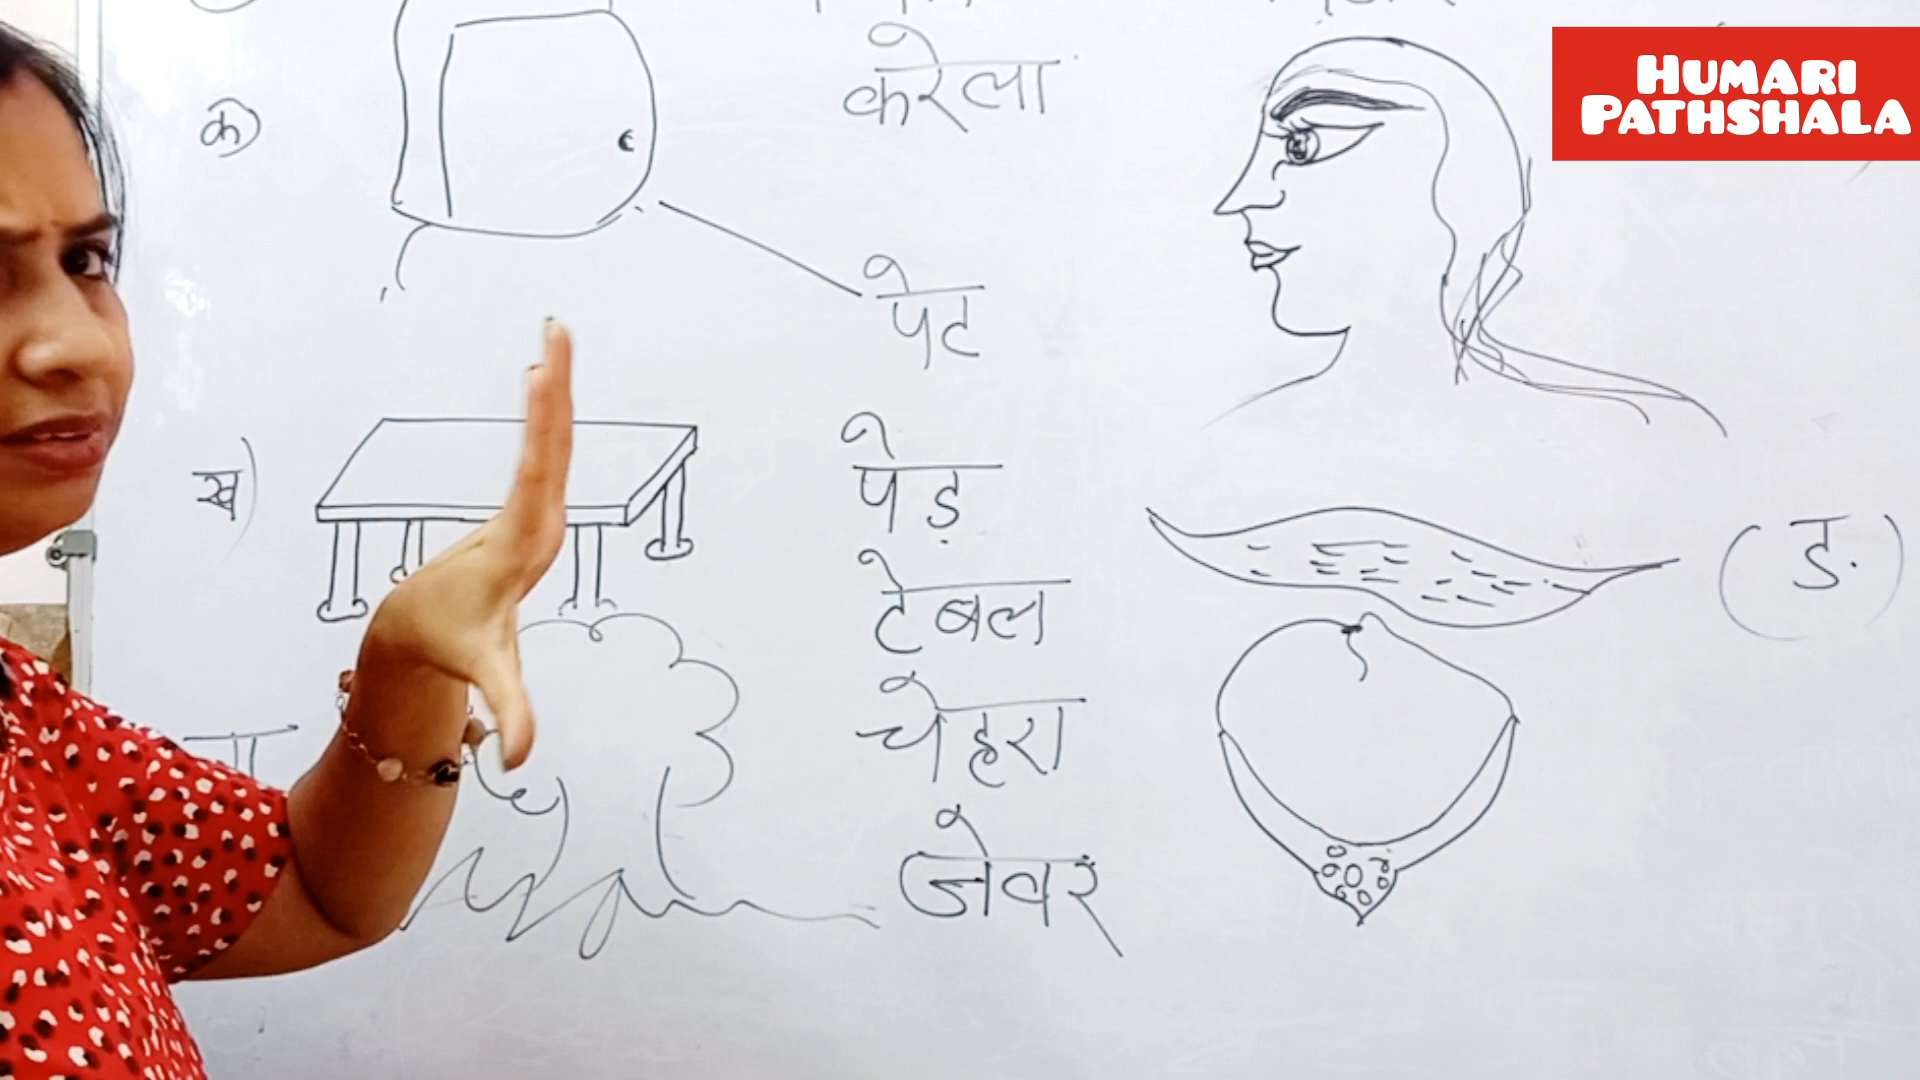 HUMARI
PATHSHALA
क)
करेला
पेट
ख)
पेड़
टेबल
(ङ)
ग
चेहरा
जेवर